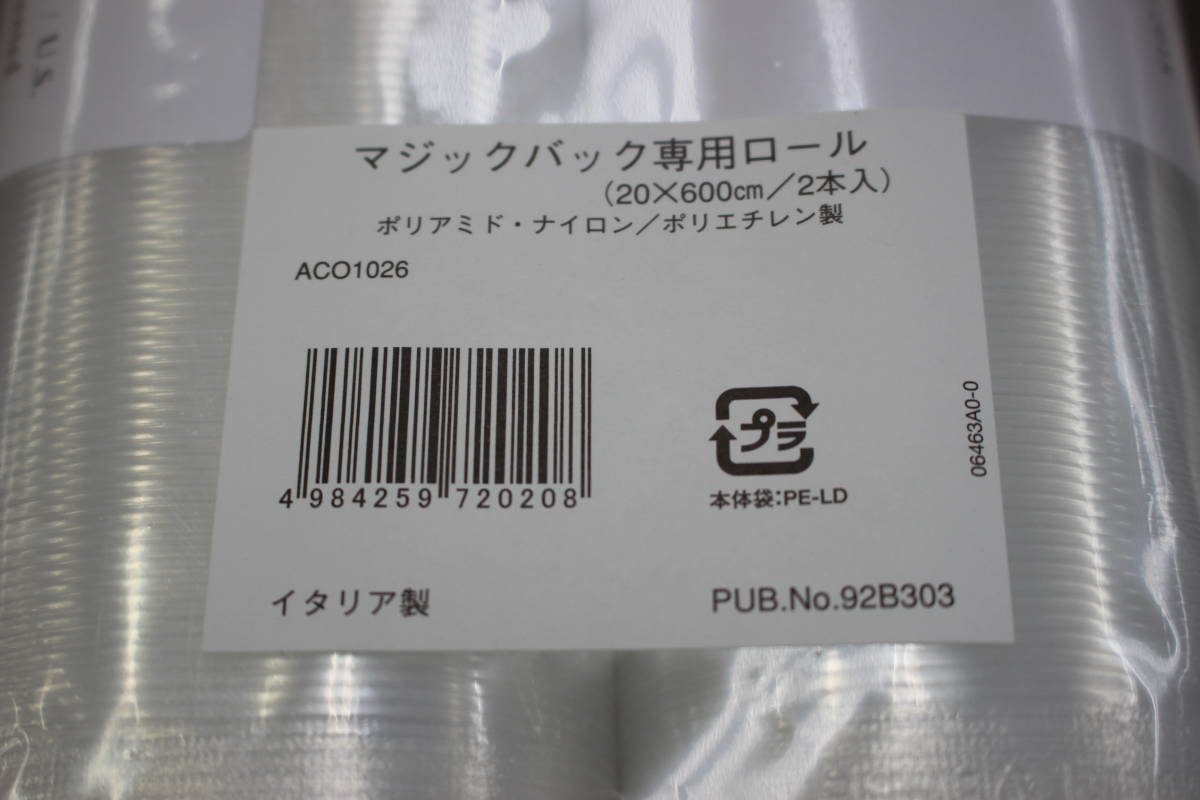 U.S.
マジックバック専用ロール
（20×600㎝／2本入）
ポリアミド・ナイロン／ポリエチレン製
ACO1026
4 984259 720208
プラ
本体袋:PE-LD
06463A0-0
イタリア製
PUB.No.92B303